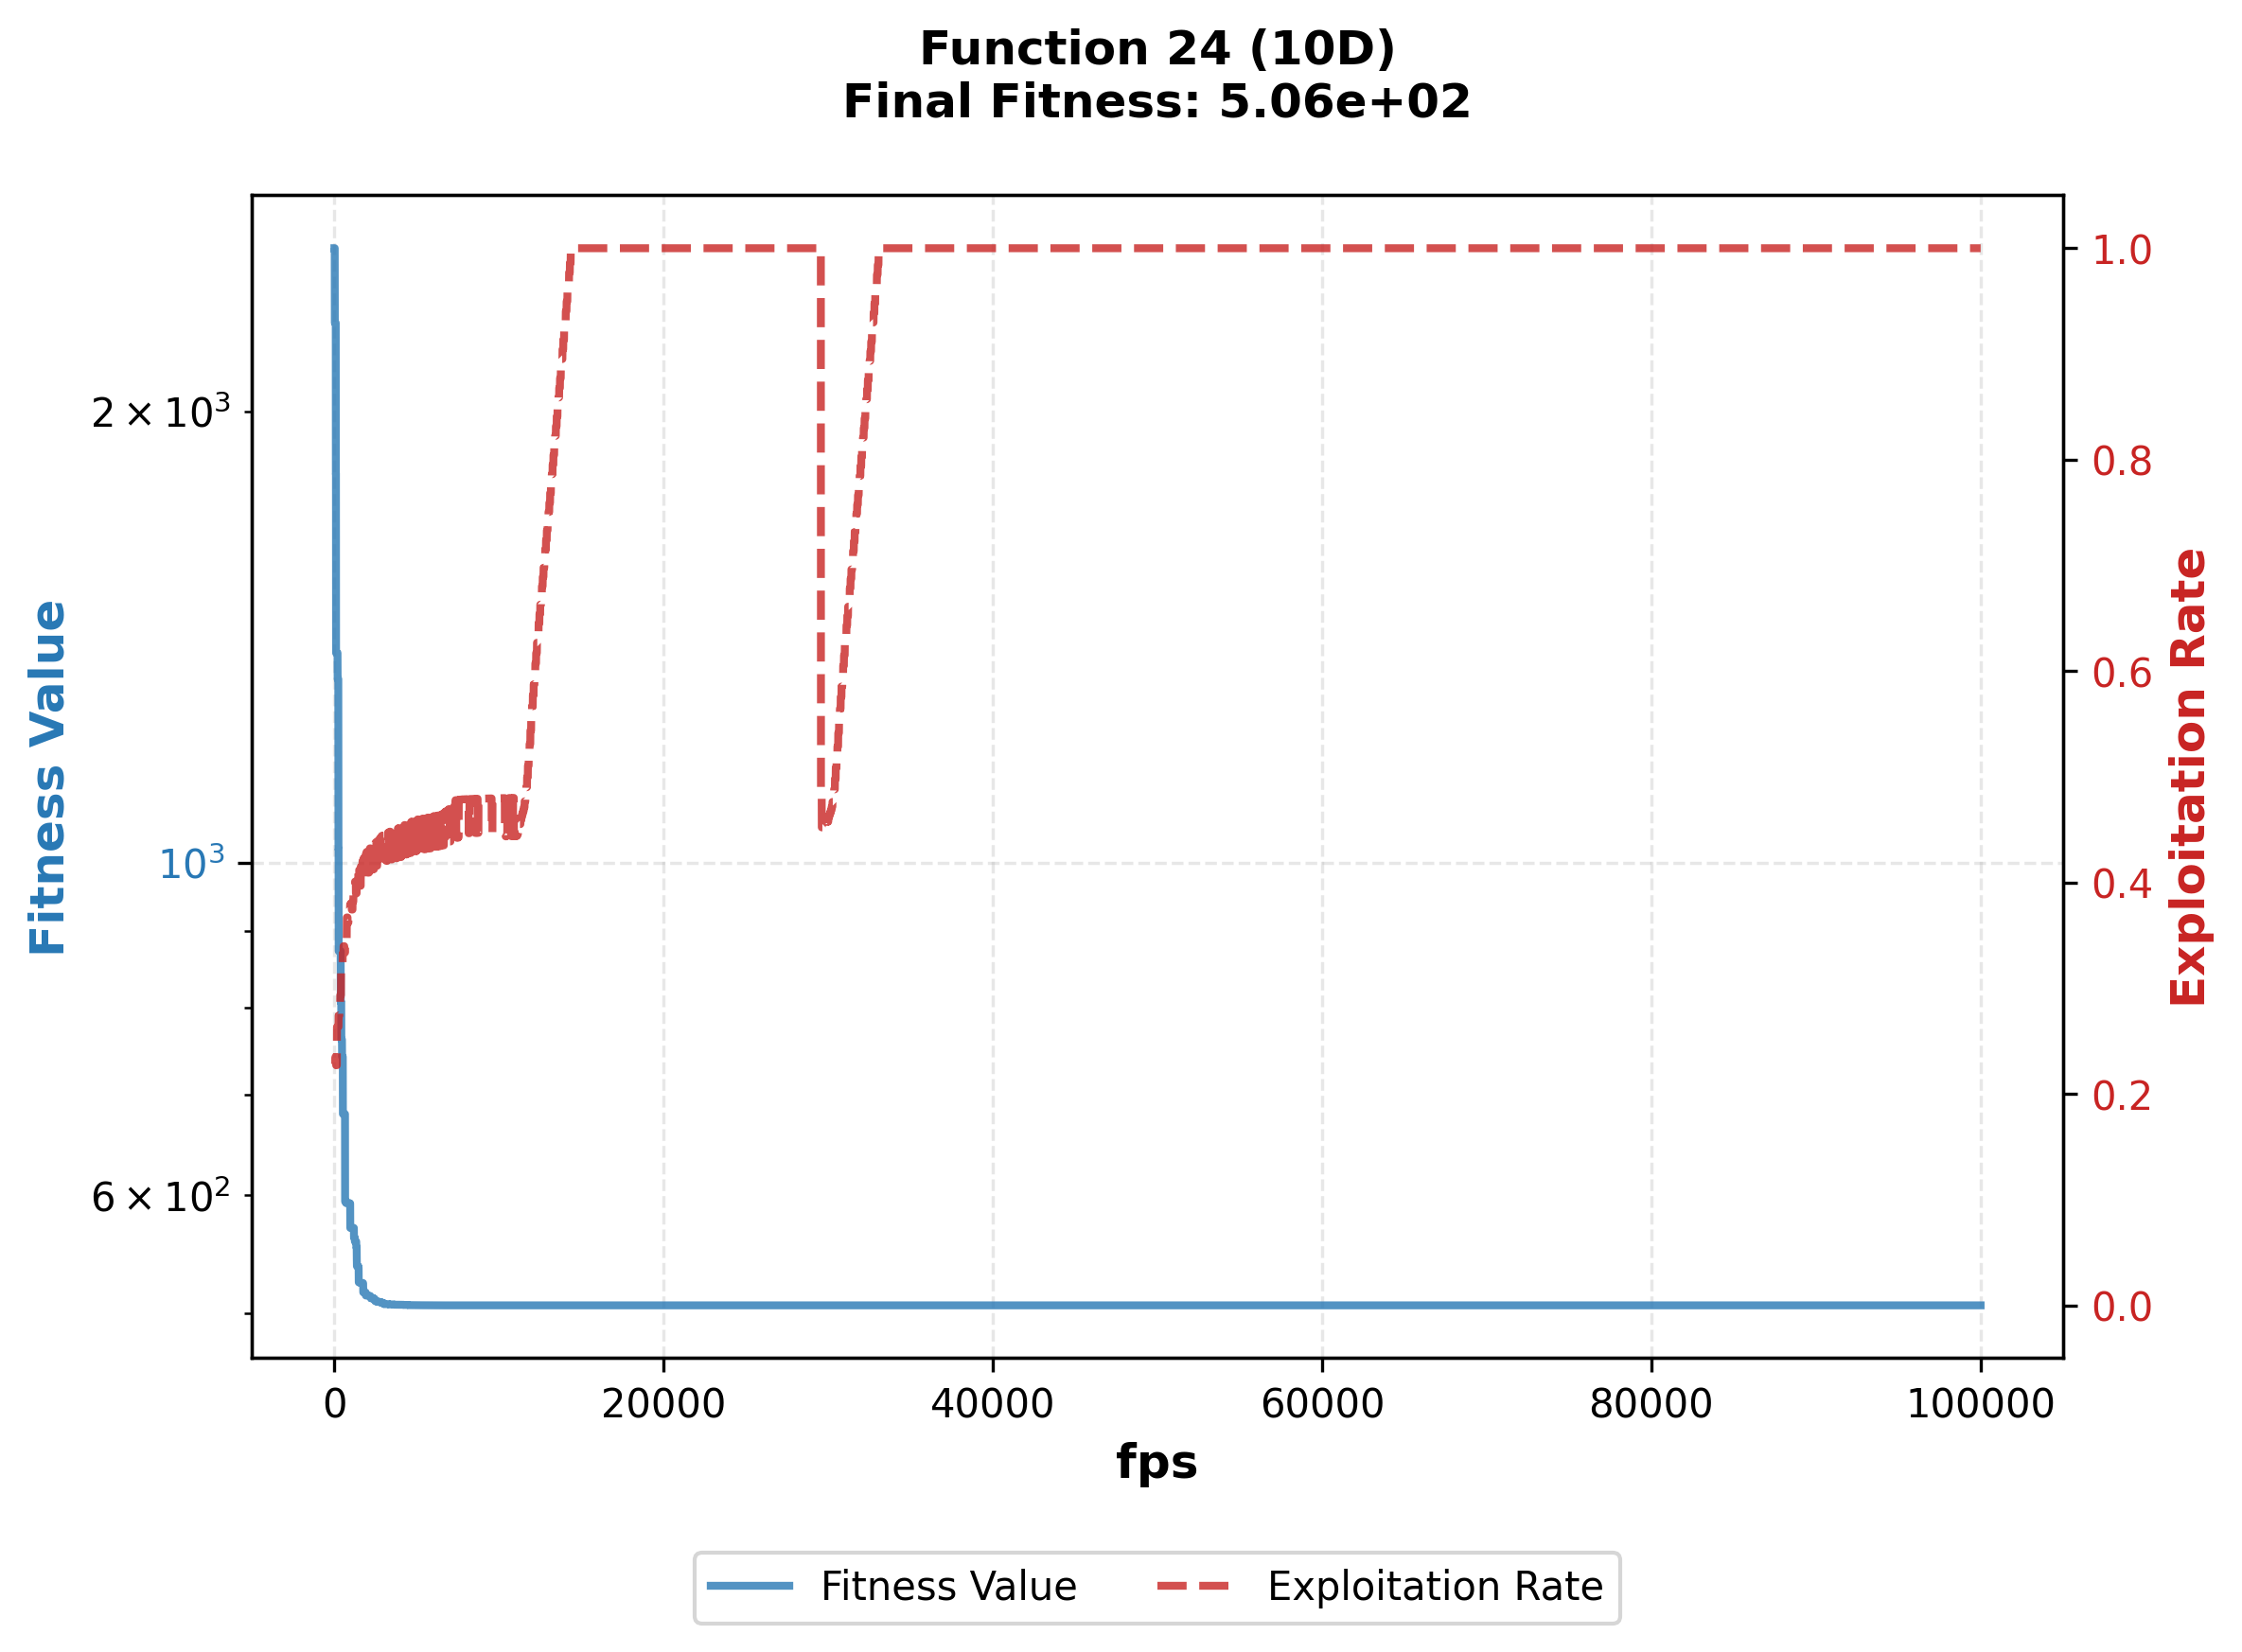 Function 24 (10D)
Final Fitness: 5.06e+02
Fitness Value
2 × 10³
10³
6 × 10²
1.0
0.8
0.6
0.4
0.2
0.0
Exploitation Rate
0 20000 40000 60000 80000 100000
fps
Fitness Value Exploitation Rate